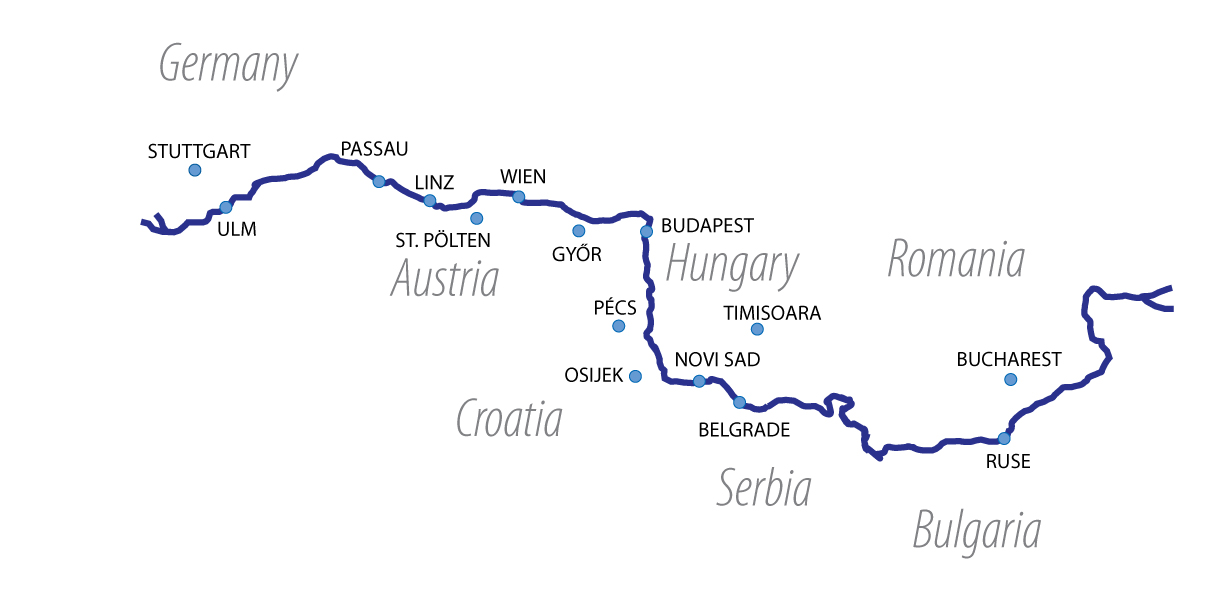 Germany
STUTTGART
PASSAU
LINZ
WIEN
ULM
ST. PÖLTEN
GYŐR
BUDAPEST
Austria
Hungary
Romania
PÉCS
TIMISOARA
OSIJEK
NOVI SAD
BUCHAREST
Croatia
BELGRADE
RUSE
Serbia
Bulgaria